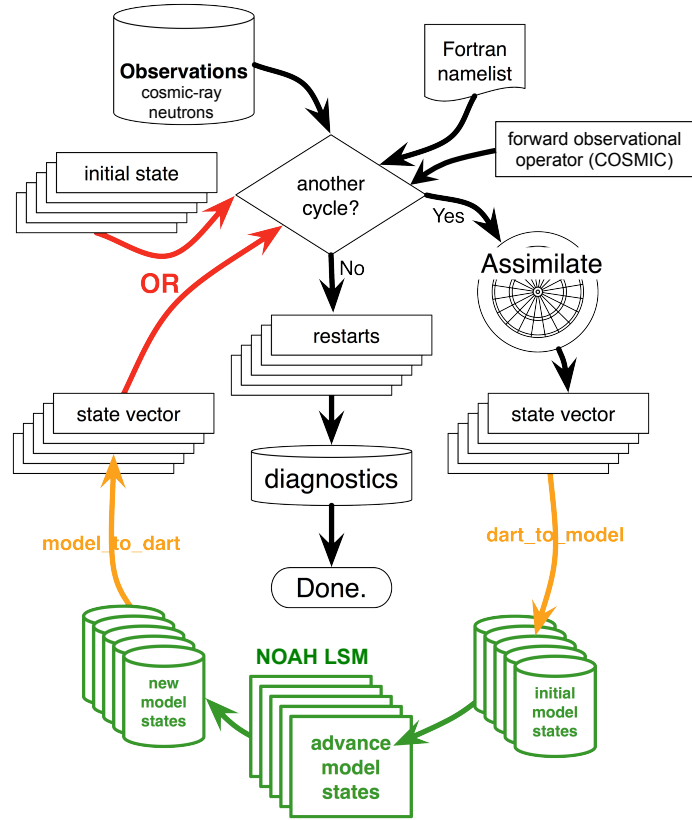 Observations
cosmic-ray
neutrons
Fortran
namelist
forward observational
operator (COSMIC)
initial state
another
cycle?
Yes
No
OR
Assimilate
restarts
state vector
state vector
diagnostics
model_to_dart
dart_to_model
Done.
NOAH LSM
new
model
states
advance
model
states
initial
model
states